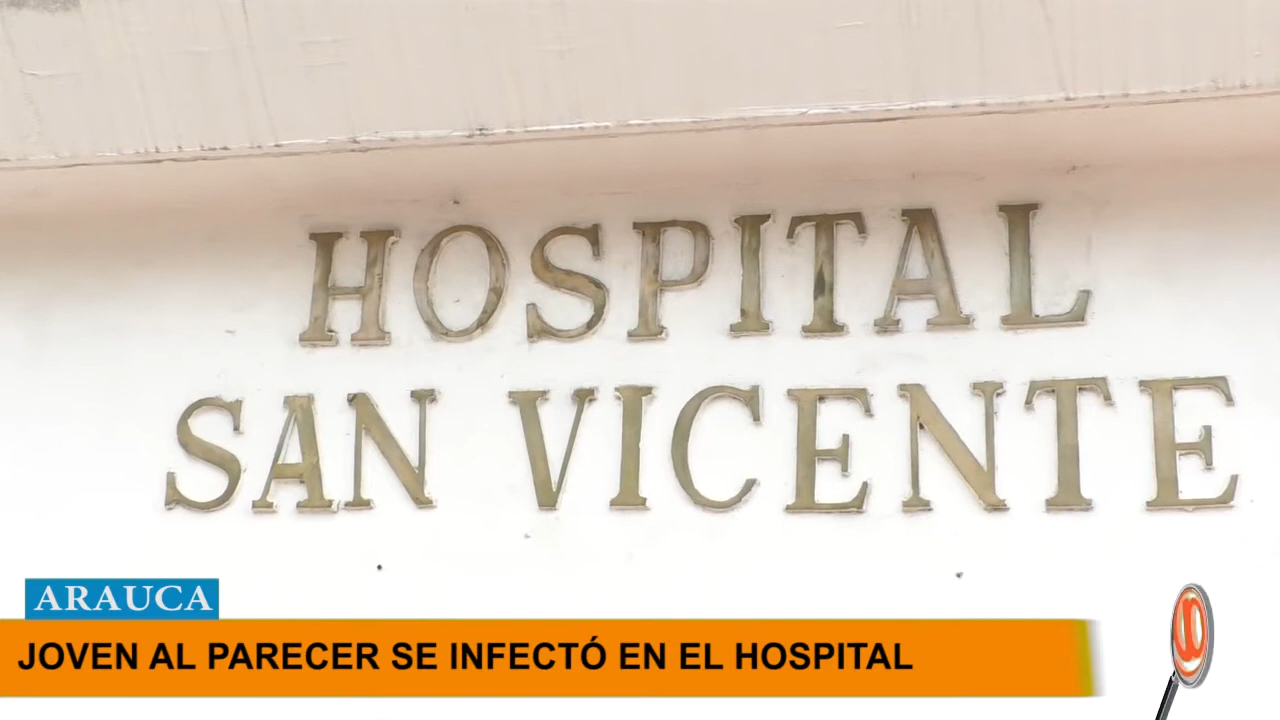 HOSPITAL
SAN VICENTE
ARAUCA
JOVEN AL PARECER SE INFECTÓ EN EL HOSPITAL